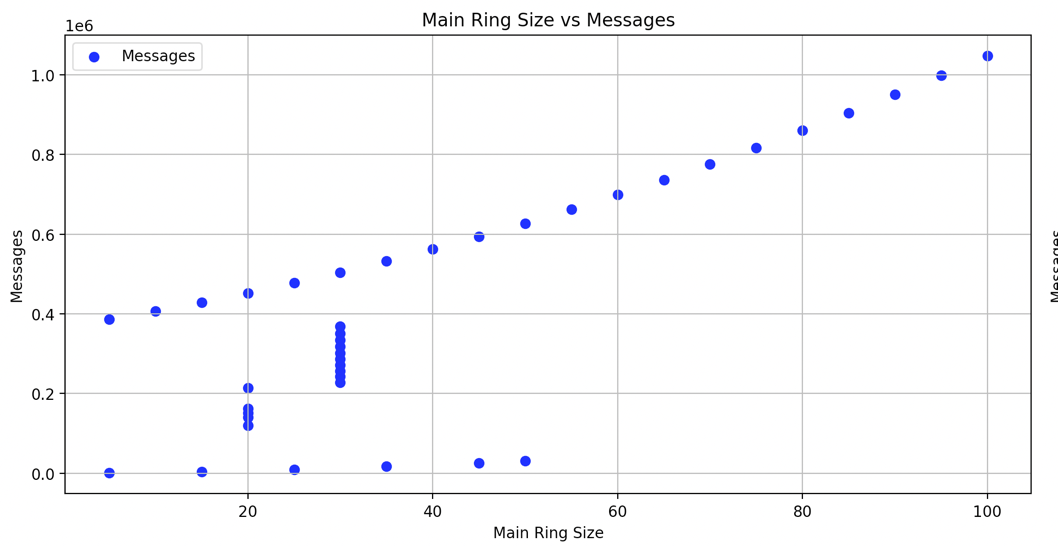 Main Ring Size vs Messages
1e6
Messages
1.0
0.8
0.6
0.4
0.2
0.0
Messages
20 40 60 80 100
Main Ring Size
Messages